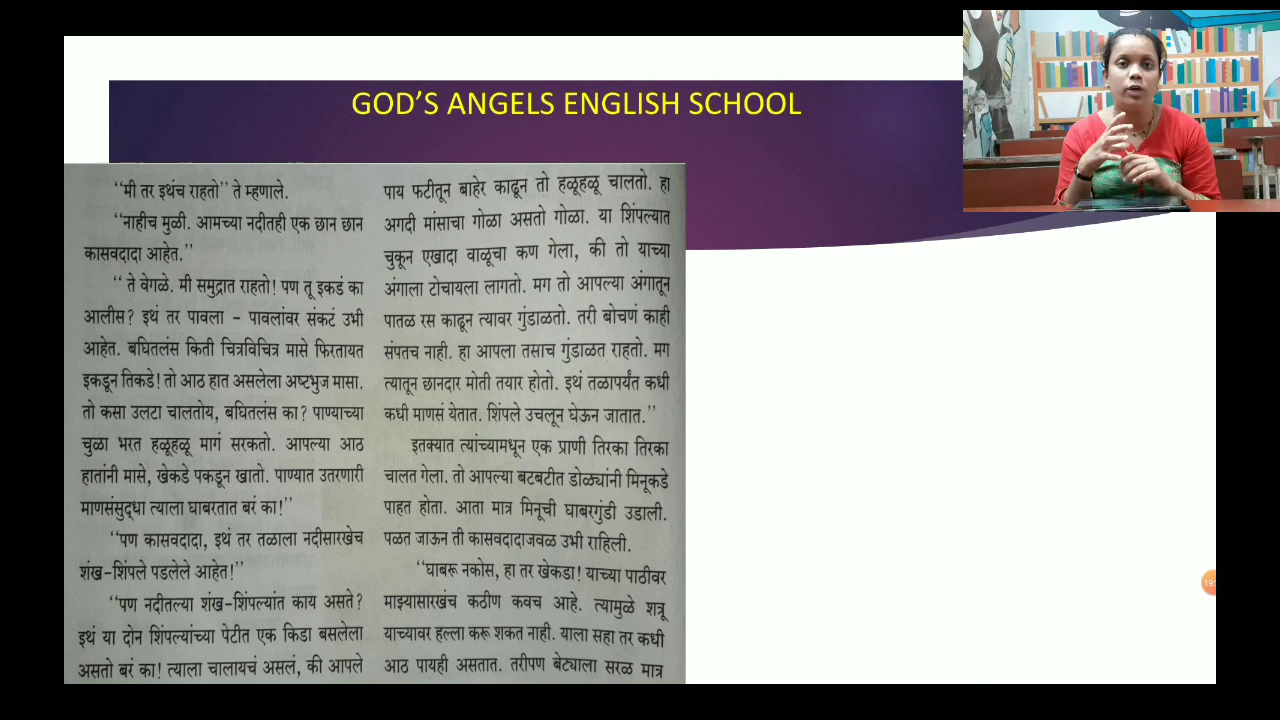 GOD'S ANGELS ENGLISH SCHOOL
“मी तर इथंच राहतो” ते म्हणाले.
“नाहीच मुळी. आमच्या नदीतही एक छान छान
कासवदादा आहेत.”
“ ते वेगळे. मी समुद्रात राहतो! पण तू इकडं का
आलीस? इथं तर पावला - पावलांवर संकटं उभी
आहेत. बघितलंस किती चित्रविचित्र मासे फिरतायत
इकडून तिकडे! तो आठ हात असलेला अष्टभुज मासा.
तो कसा उलटा चालतोय, बघितलंस का? पाण्याच्या
चुळा भरत हळूहळू मागं सरकतो. आपल्या आठ
हातांनी मासे, खेकडे पकडून खातो. पाण्यात उतरणारी
माणसंसुद्धा त्याला घाबरतात बरं का!”
“पण कासवदादा, इथं तर तळाला नदीसारखेच
शंख-शिंपले पडलेले आहेत!”
“पण नदीतल्या शंख-शिंपल्यांत काय असते?
इथं या दोन शिंपल्यांच्या पेटीत एक किडा बसलेला
असतो बरं का! त्याला चालायचं असलं, की आपले
पाय फटीतून बाहेर काढून तो हळूहळू चालतो. हा
अगदी मांसाचा गोळा असतो गोळा. या शिंपल्यात
चुकून एखादा वाळूचा कण गेला, की तो याच्या
अंगाला टोचायला लागतो. मग तो आपल्या अंगातून
पातळ रस काढून त्यावर गुंडाळतो. तरी बोचणं काही
संपतच नाही. हा आपला तसाच गुंडाळत राहतो. मग
त्यातून छानदार मोती तयार होतो. इथं तळापर्यंत कधी
कधी माणसं येतात. शिंपले उचलून घेऊन जातात.”
इतक्यात त्यांच्यामधून एक प्राणी तिरका तिरका
चालत गेला. तो आपल्या बटबटीत डोळ्यांनी मिनूकडे
पाहत होता. आता मात्र मिनूची घाबरगुंडी उडाली.
पळत जाऊन ती कासवदादाजवळ उभी राहिली.
“घाबरू नकोस, हा तर खेकडा! याच्या पाठीवर
माझ्यासारखंच कठीण कवच आहे. त्यामुळे शत्रू
याच्यावर हल्ला करू शकत नाही. याला सहा तर कधी
आठ पायही असतात. तरीपण बेट्याला सरळ मात्र